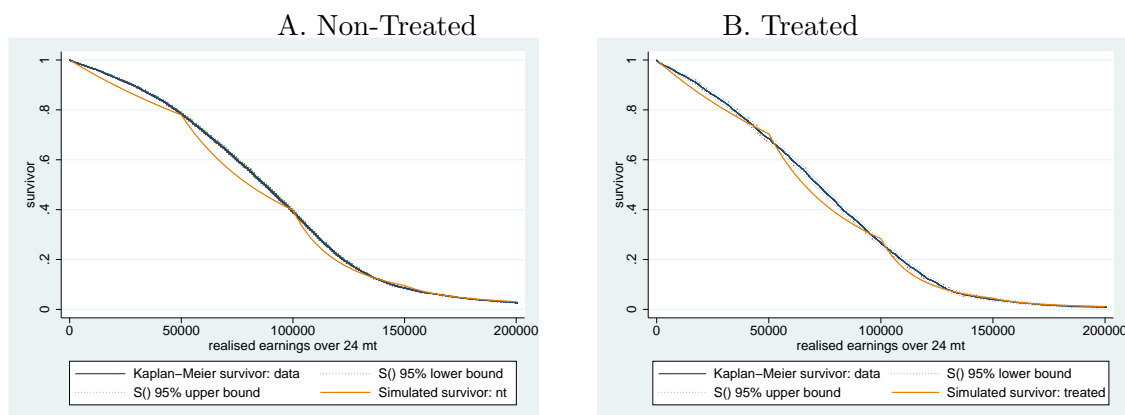 A. Non-Treated
survivor
1
.8
.6
.4
.2
0
0 50000 100000 150000 200000
realised earnings over 24 mt
Kaplan−Meier survivor: data S() 95% lower bound
S() 95% upper bound Simulated survivor: nt
B. Treated
survivor
1
.8
.6
.4
.2
0
0 50000 100000 150000 200000
realised earnings over 24 mt
Kaplan−Meier survivor: data S() 95% lower bound
S() 95% upper bound Simulated survivor: treated